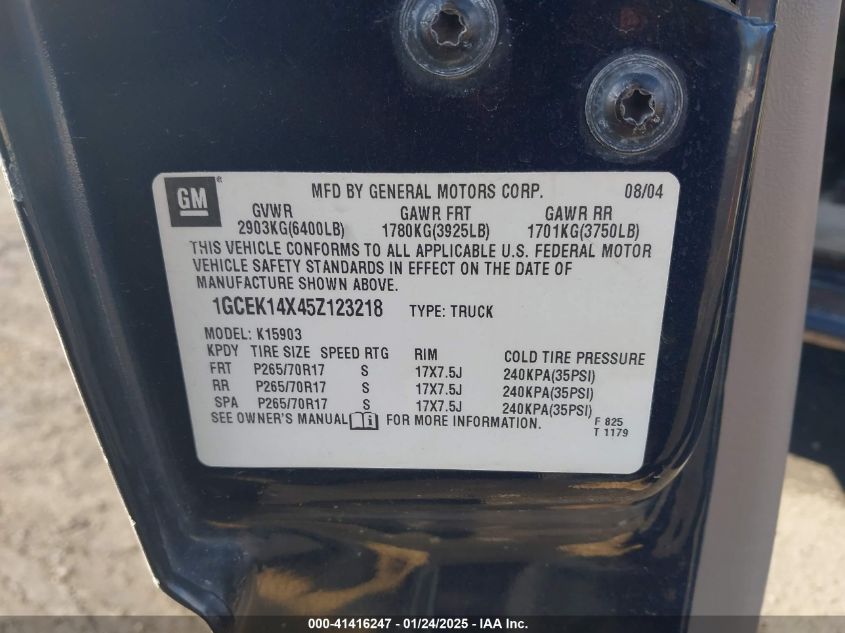 GM
MFD BY GENERAL MOTORS CORP. 08/04
GVWR GAWR FRT GAWR RR
2903KG(6400LB) 1780KG(3925LB) 1701KG(3750LB)
THIS VEHICLE CONFORMS TO ALL APPLICABLE U.S. FEDERAL MOTOR
VEHICLE SAFETY STANDARDS IN EFFECT ON THE DATE OF
MANUFACTURE SHOWN ABOVE.
1GCEK14X45Z123218 TYPE: TRUCK
MODEL: K15903
KPDY TIRE SIZE SPEED RTG RIM COLD TIRE PRESSURE
FRT P265/70R17 S 17X7.5J 240KPA(35PSI)
RR P265/70R17 S 17X7.5J 240KPA(35PSI)
SPA P265/70R17 S 17X7.5J 240KPA(35PSI)
SEE OWNER'S MANUAL FOR MORE INFORMATION.
F 825
T 1179
000-41416247 - 01/24/2025 - IAA Inc.